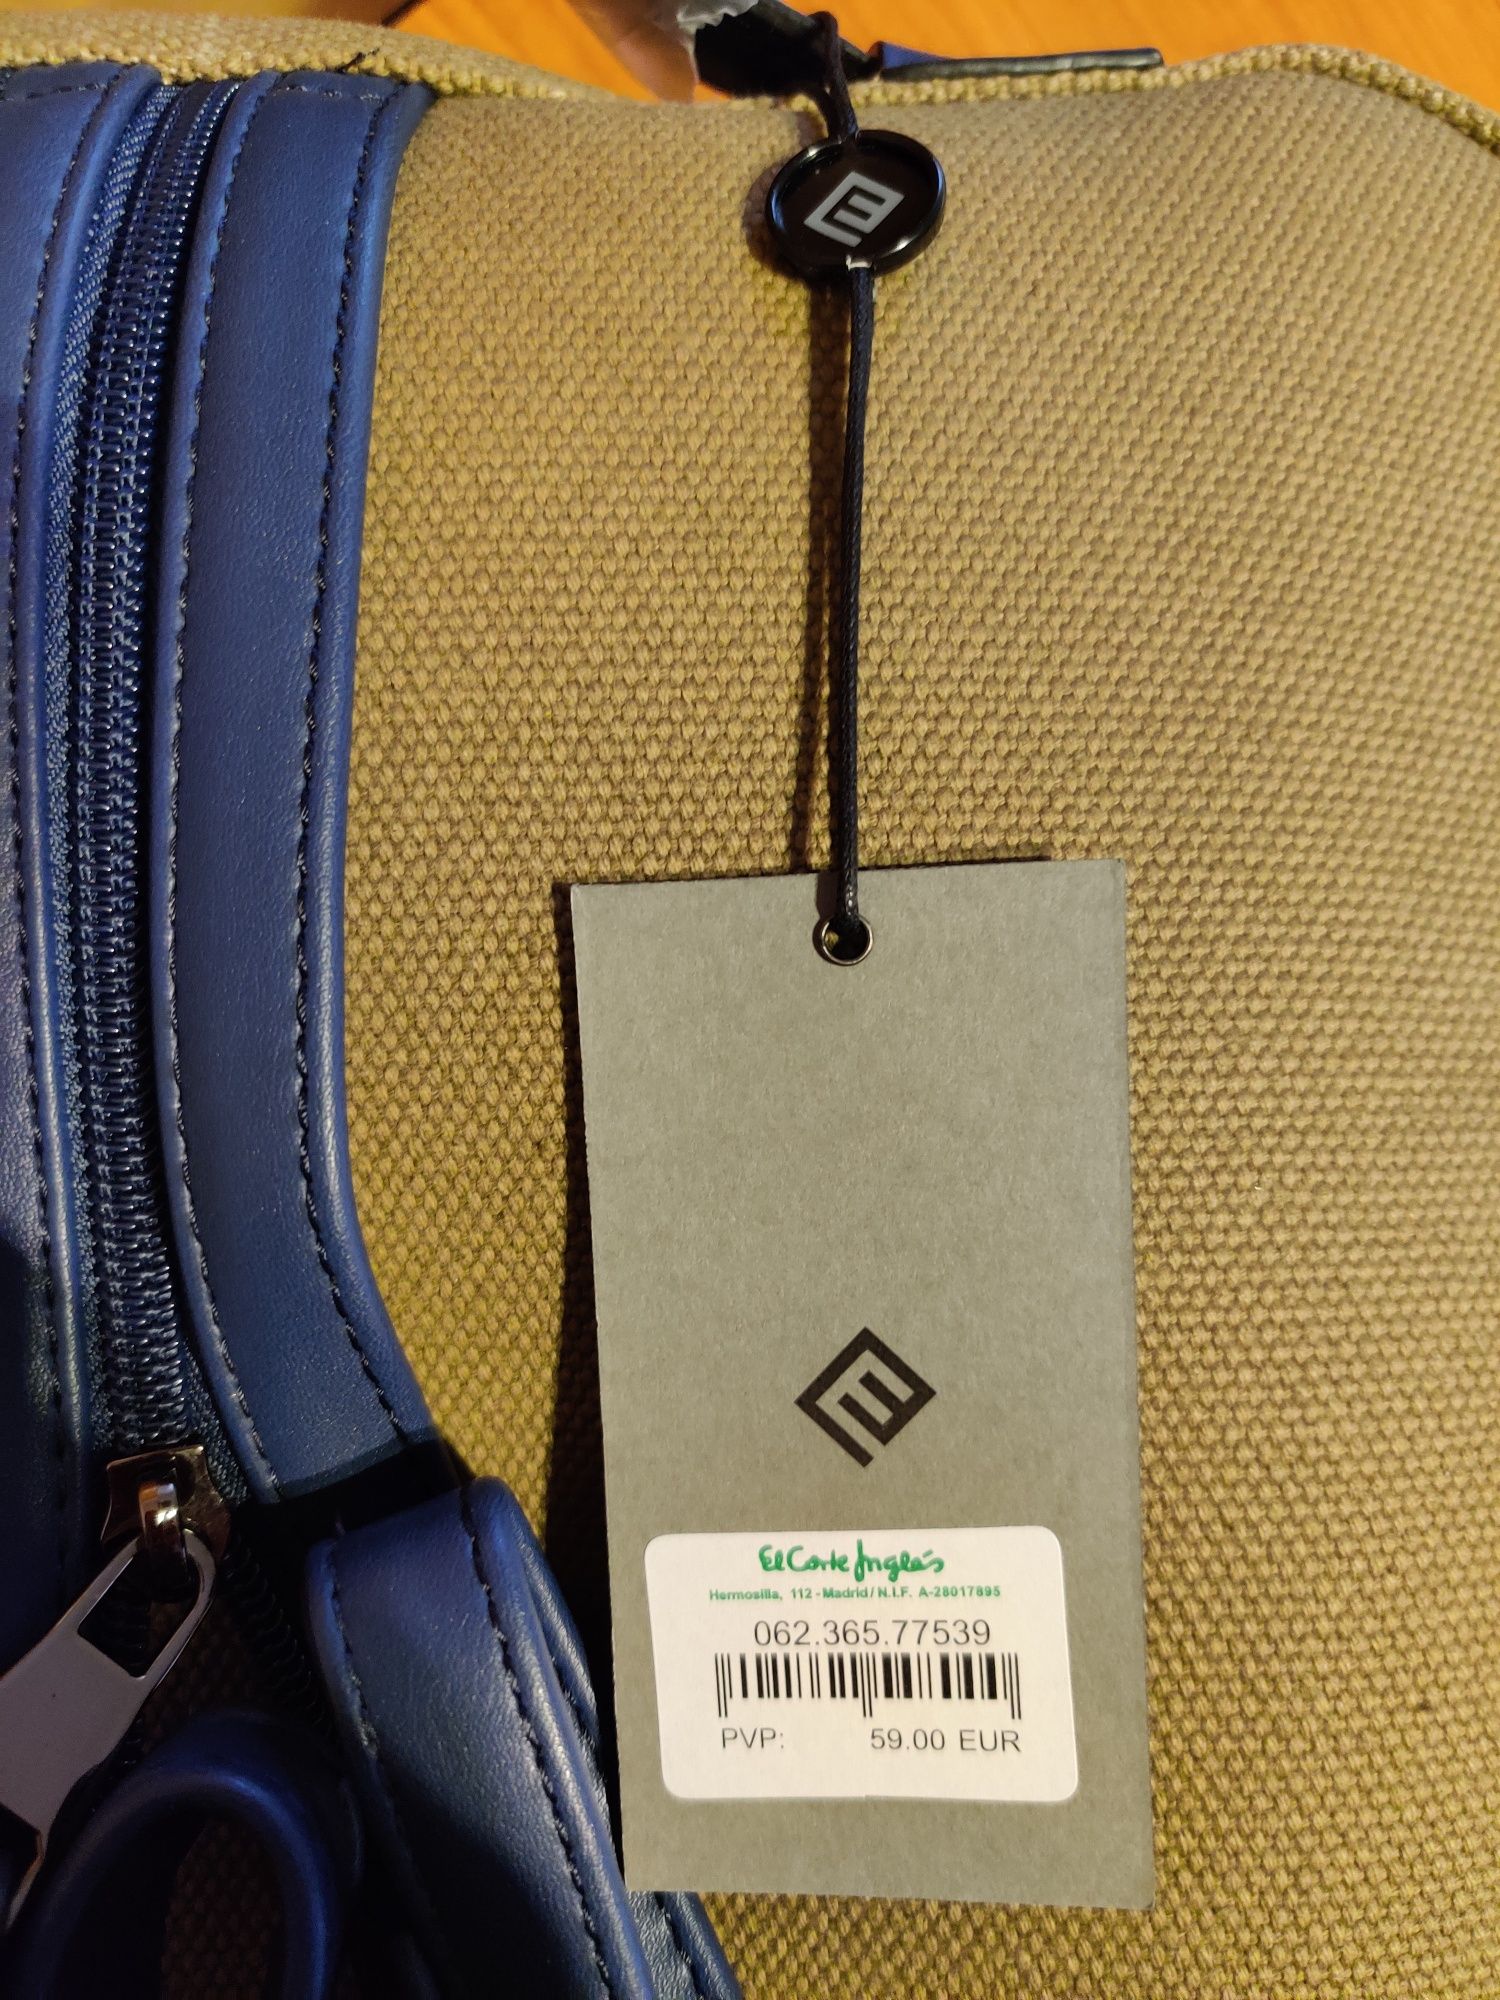 El Corte Inglés
Hermosilla, 112 - Madrid / N.I.F. A-28017895
062.365.77539
PVP: 59.00 EUR